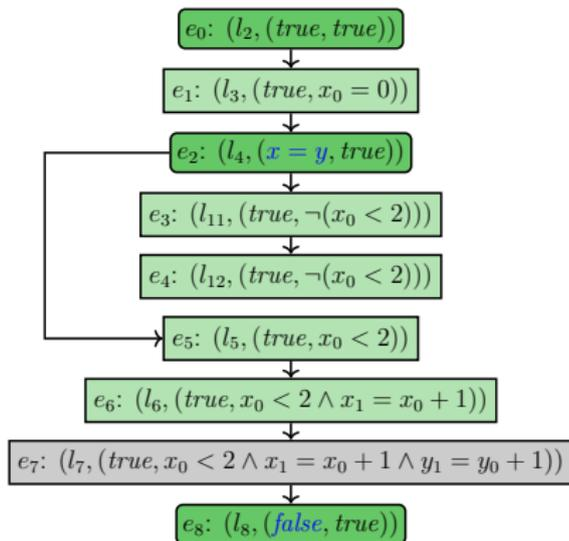 e₀: (l₂, (true, true))
e₁: (l₃, (true, x₀ = 0))
e₂: (l₄, (x = y, true))
e₃: (l₁₁, (true, ¬(x₀ < 2)))
e₄: (l₁₂, (true, ¬(x₀ < 2)))
e₅: (l₅, (true, x₀ < 2))
e₆: (l₆, (true, x₀ < 2 ∧ x₁ = x₀ + 1))
e₇: (l₇, (true, x₀ < 2 ∧ x₁ = x₀ + 1 ∧ y₁ = y₀ + 1))
e₈: (l₈, (false, true))